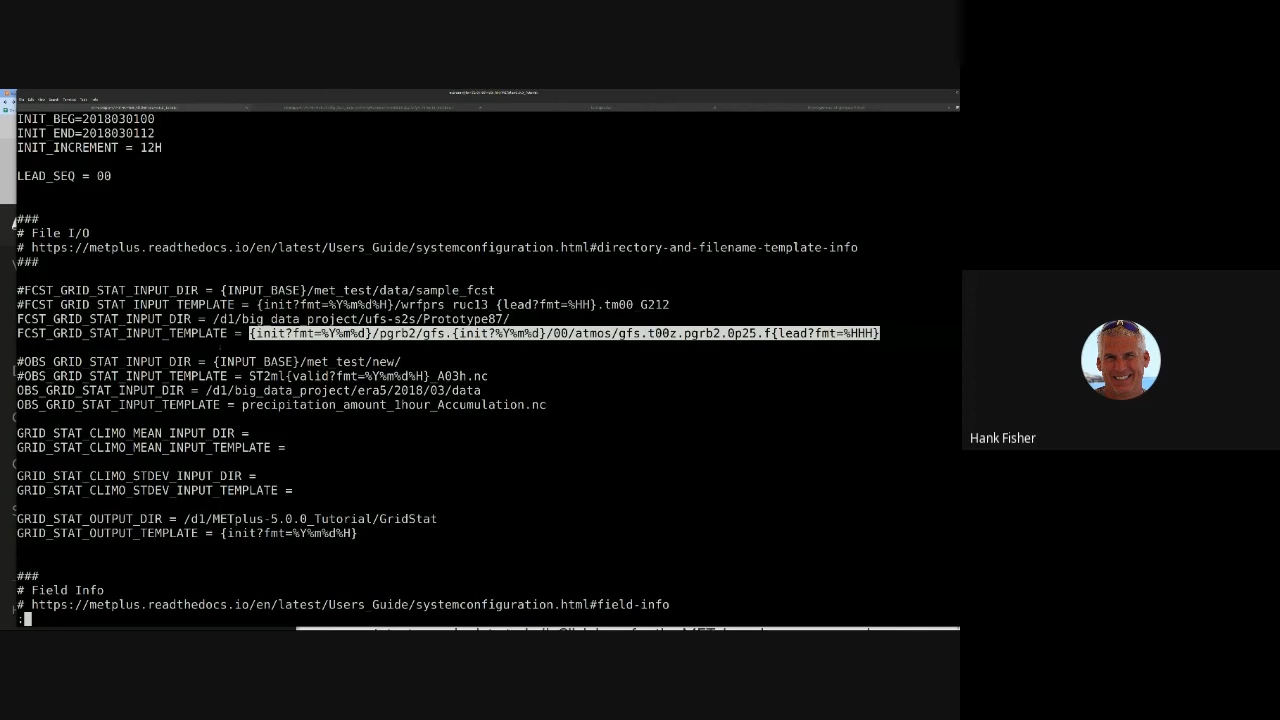 INIT_BEG=2018030100
INIT_END=2018030112
INIT_INCREMENT = 12H
LEAD_SEQ = 00
###
# File I/O
# https://metplus.readthedocs.io/en/latest/Users_Guide/systemconfiguration.html#directory-and-filename-template-info
###
#FCST_GRID_STAT_INPUT_DIR = {INPUT_BASE}/met_test/data/sample_fcst
#FCST_GRID_STAT_INPUT_TEMPLATE = {init?fmt=%Y%m%d%H}/wrfprs_ruc13_{lead?fmt=%HH}.tm00_G212
FCST_GRID_STAT_INPUT_DIR = /d1/big_data_project/ufs-s2s/Prototype87/
FCST_GRID_STAT_INPUT_TEMPLATE = {init?fmt=%Y%m%d}/pgrb2/gfs.{init?%Y%m%d}/00/atmos/gfs.t00z.pgrb2.0p25.f{lead?fmt=%HHH}
#OBS_GRID_STAT_INPUT_DIR = {INPUT_BASE}/met_test/new/
#OBS_GRID_STAT_INPUT_TEMPLATE = ST2ml{valid?fmt=%Y%m%d%H}_A03h.nc
OBS_GRID_STAT_INPUT_DIR = /d1/big_data_project/era5/2018/03/data
OBS_GRID_STAT_INPUT_TEMPLATE = precipitation_amount_1hour_Accumulation.nc
GRID_STAT_CLIMO_MEAN_INPUT_DIR =
GRID_STAT_CLIMO_MEAN_INPUT_TEMPLATE =
GRID_STAT_CLIMO_STDEV_INPUT_DIR =
GRID_STAT_CLIMO_STDEV_INPUT_TEMPLATE =
GRID_STAT_OUTPUT_DIR = /d1/METplus-5.0.0_Tutorial/GridStat
GRID_STAT_OUTPUT_TEMPLATE = {init?fmt=%Y%m%d%H}
###
# Field Info
# https://metplus.readthedocs.io/en/latest/Users_Guide/systemconfiguration.html#field-info
:
Hank Fisher